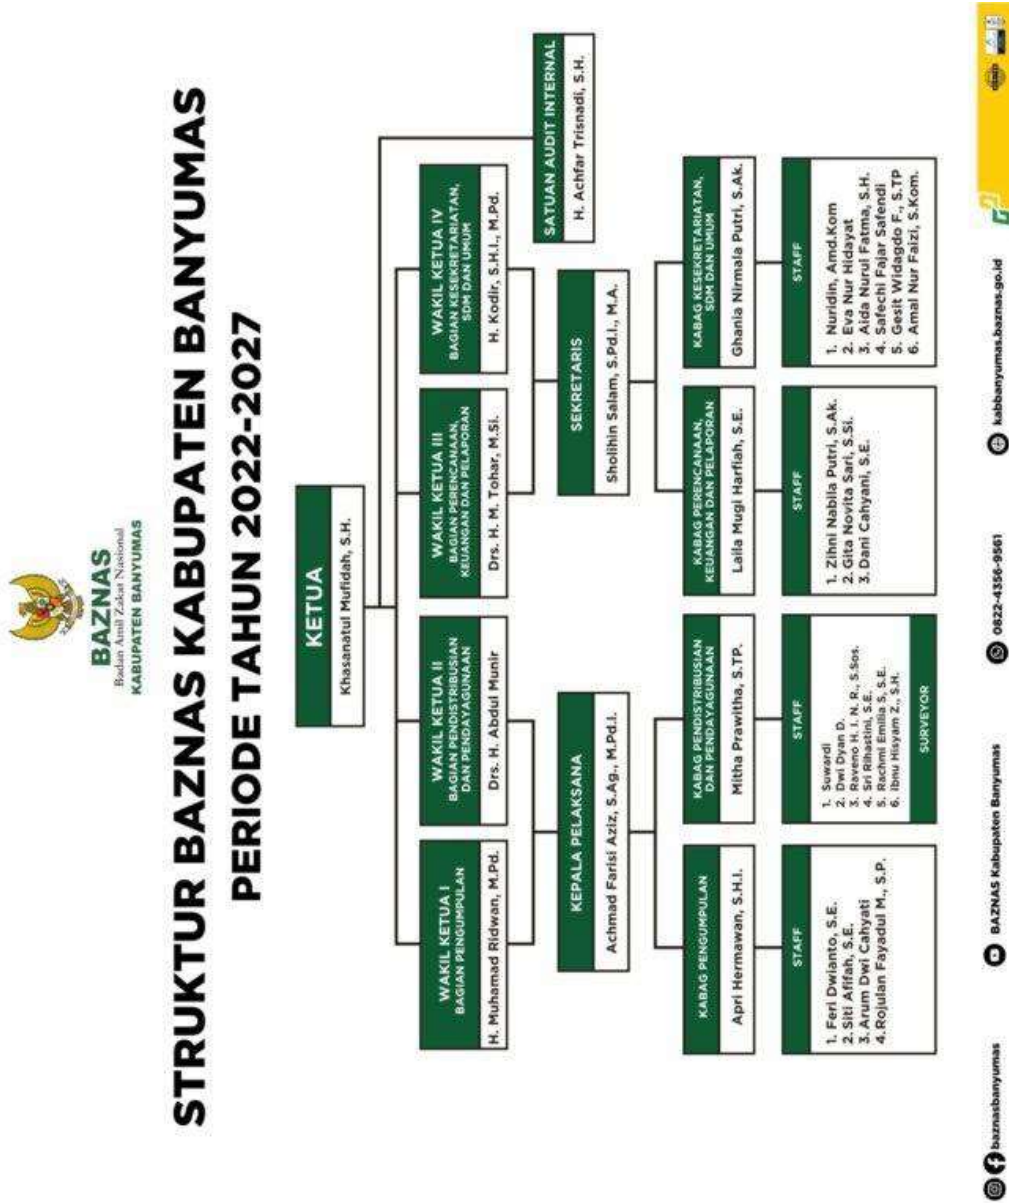 BAZNAS
Badan Amil Zakat Nasional
KABUPATEN BANYUMAS
STRUKTUR BAZNAS KABUPATEN BANYUMAS
PERIODE TAHUN 2022-2027
KETUA
Khasanatul Mufidah, S.H.
WAKIL KETUA I
BAGIAN PENGUMPULAN
H. Muhamad Ridwan, M.Pd.
WAKIL KETUA II
BAGIAN PENDISTRIBUSIAN
DAN PENDAYAGUNAAN
Drs. H. Abdul Munir
WAKIL KETUA III
BAGIAN PERENCANAAN,
KEUANGAN DAN PELAPORAN
Drs. H. M. Tohar, M.Si.
WAKIL KETUA IV
BAGIAN KESEKRETARIATAN,
SDM DAN UMUM
H. Kodir, S.H.I., M.Pd.
SATUAN AUDIT INTERNAL
H. Achfar Trisnadi, S.H.
KEPALA PELAKSANA
Achmad Farisi Aziz, S.Ag., M.Pd.I.
SEKRETARIS
Sholihin Salam, S.Pd.I., M.A.
KABAG PENGUMPULAN
Apri Hermawan, S.H.I.
KABAG PENDISTRIBUSIAN
DAN PENDAYAGUNAAN
Mitha Prawitha, S.TP.
KABAG PERENCANAAN,
KEUANGAN DAN PELAPORAN
Laila Mugi Harfiah, S.E.
KABAG KESEKRETARIATAN,
SDM DAN UMUM
Ghania Nirmala Putri, S.Ak.
STAFF
1. Feri Dwianto, S.E.
2. Siti Afifah, S.E.
3. Arum Dwi Cahyati
4. Rojulan Fayadul M., S.P.
STAFF
1. Suwardi
2. Dwi Dyan D.
3. Raveno H. I. N. R., S.Sos.
4. Sri Rihastini, S.E.
5. Rachmi Emilia S, S.E.
6. Ibnu Hisyam Z., S.H.
SURVEYOR
STAFF
1. Zihni Nabila Putri, S.Ak.
2. Gita Novita Sari, S.Si.
3. Dani Cahyani, S.E.
STAFF
1. Nuridin, Amd.Kom
2. Eva Nur Hidayat
3. Aida Nurul Fatma, S.H.
4. Safechi Fajar Safendi
5. Gesit Widagdo F., S.TP
6. Amal Nur Faizi, S.Kom.
baznasbanyumas
BAZNAS Kabupaten Banyumas
0822-4356-9561
kabbanyumas.baznas.go.id